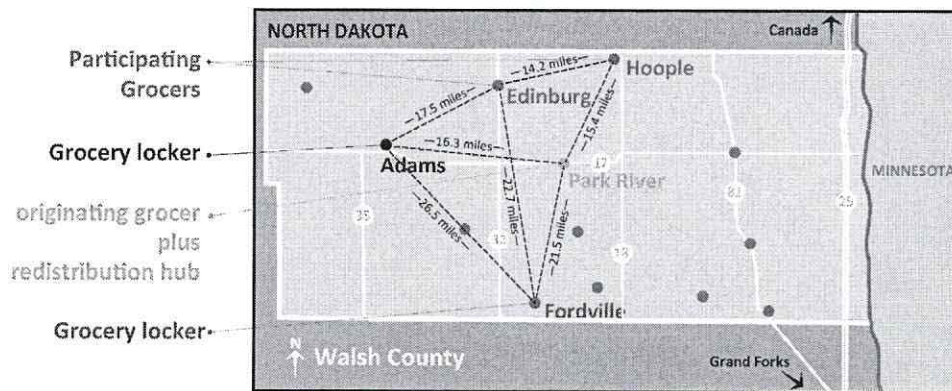 NORTH DAKOTA
Canada
Participating
Grocers
14.2 miles
Hoople
Edinburg
17.5 miles
15.4 miles
Grocery locker
16.3 miles
Adams
17
Park River
MINNESOTA
originating grocer
plus
redistribution hub
35
26.5 miles
22.7 miles
32
21.5 miles
18
81
29
Grocery locker
Fordville
N
Walsh County
Grand Forks